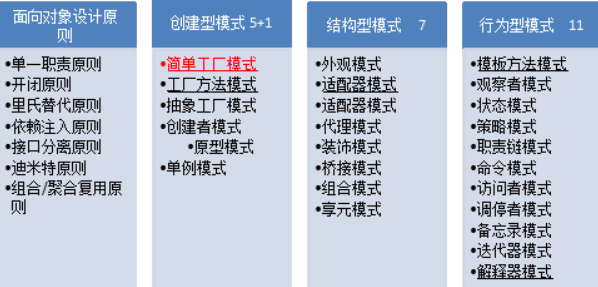 面向对象设计原
则
•单一职责原则
•开闭原则
•里氏替代原则
•依赖注入原则
•接口分离原则
•迪米特原则
•组合/聚合复用原
则
创建型模式 5+1
•简单工厂模式
•工厂方法模式
•抽象工厂模式
•创建者模式
•原型模式
•单例模式
结构型模式 7
•外观模式
•适配器模式
•适配器模式
•代理模式
•装饰模式
•桥接模式
•组合模式
•享元模式
行为型模式 11
•模板方法模式
•观察者模式
•状态模式
•策略模式
•职责链模式
•命令模式
•访问者模式
•调停者模式
•备忘录模式
•迭代器模式
•解释器模式